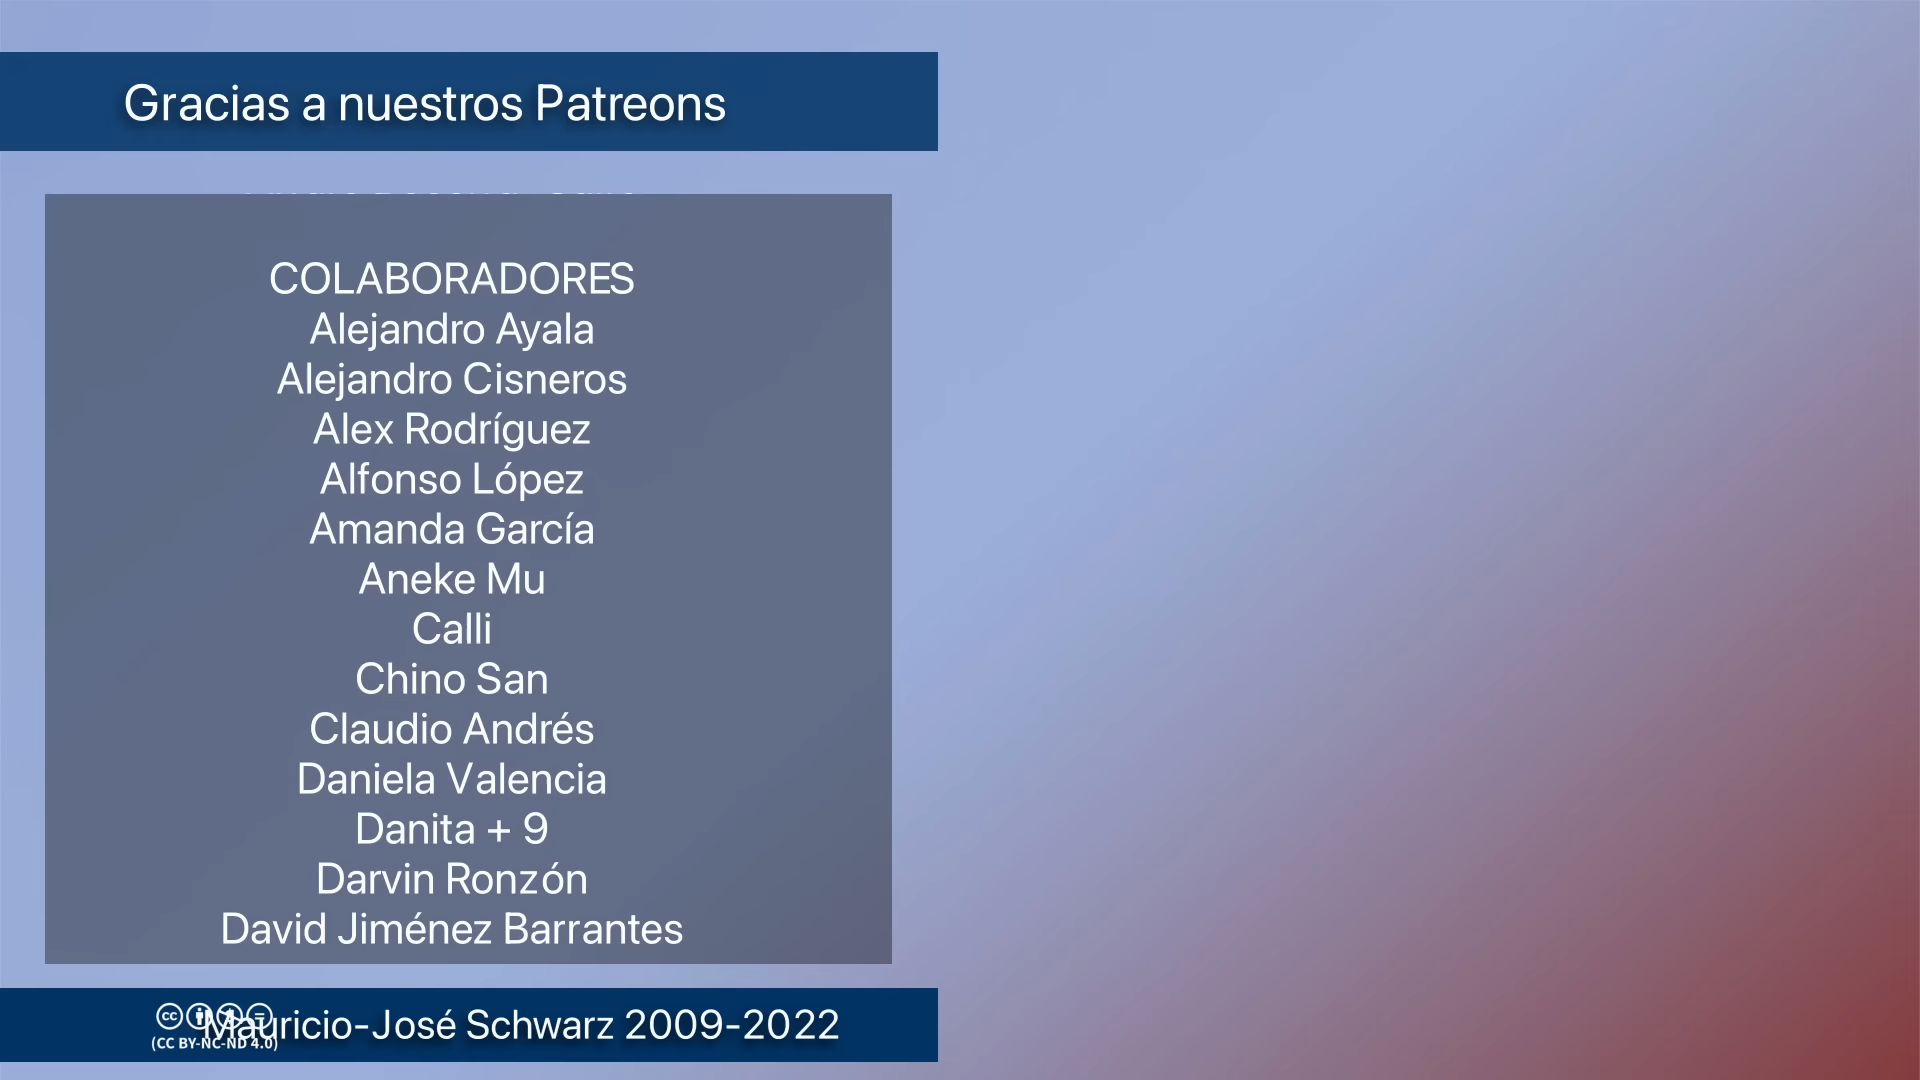 Gracias a nuestros Patreons
COLABORADORES
Alejandro Ayala
Alejandro Cisneros
Alex Rodríguez
Alfonso López
Amanda García
Aneke Mu
Calli
Chino San
Claudio Andrés
Daniela Valencia
Danita + 9
Darvin Ronzón
David Jiménez Barrantes
Mauricio-José Schwarz 2009-2022
(CC BY-NC-ND 4.0)